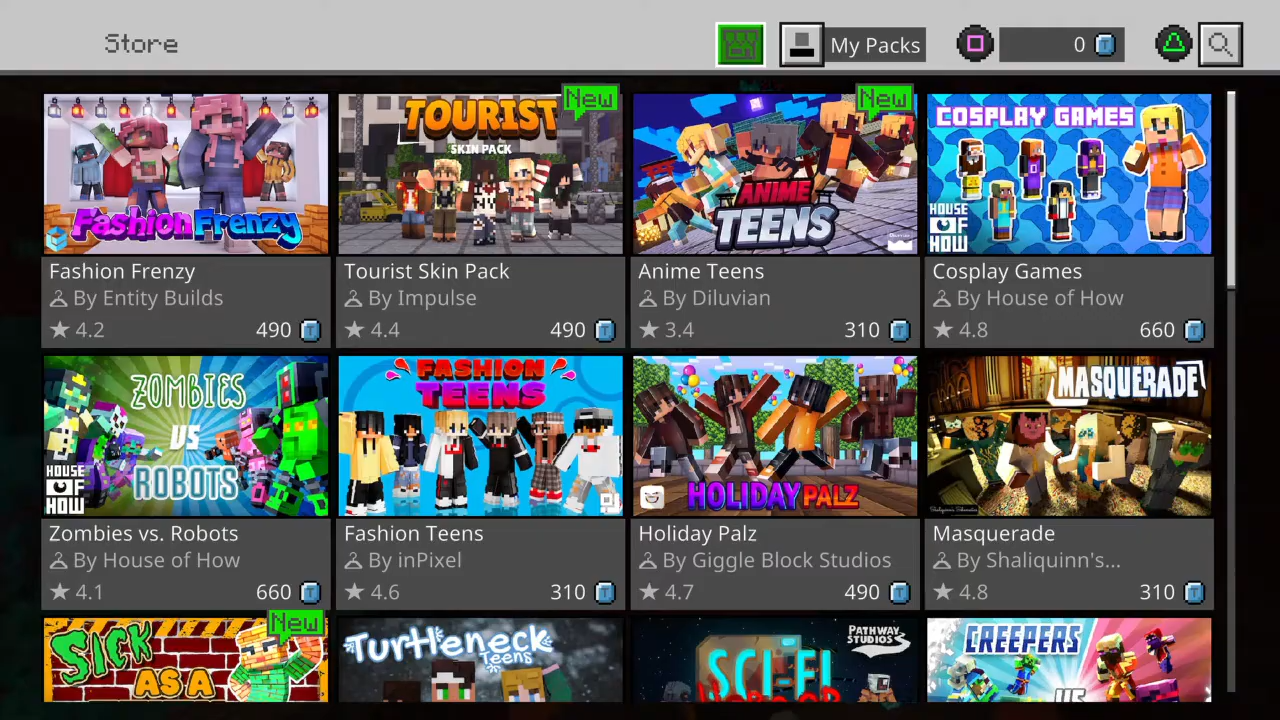 Store
My Packs
0
New
New
TOURIST
SKIN PACK
COSPLAY GAMES
HOUSE
OF
HOW
Fashion Frenzy
ANIME
TEENS
Fashion Frenzy
Tourist Skin Pack
Anime Teens
Cosplay Games
By Entity Builds
By Impulse
By Diluvian
By House of How
4.2
490
4.4
490
3.4
310
4.8
660
ZOMBIES
VS
ROBOTS
HOUSE
OF
HOW
FASHION
TEENS
HOLIDAY PALZ
MASQUERADE
Zombies vs. Robots
Fashion Teens
Holiday Palz
Masquerade
By House of How
By inPixel
By Giggle Block Studios
By Shaliquinn's...
4.1
660
4.6
310
4.7
490
4.8
310
New
SICK
AS A
Turtleneck
Teens
SCI-FI
HORROR
PATHWAY
STUDIOS
CREEPERS
VS